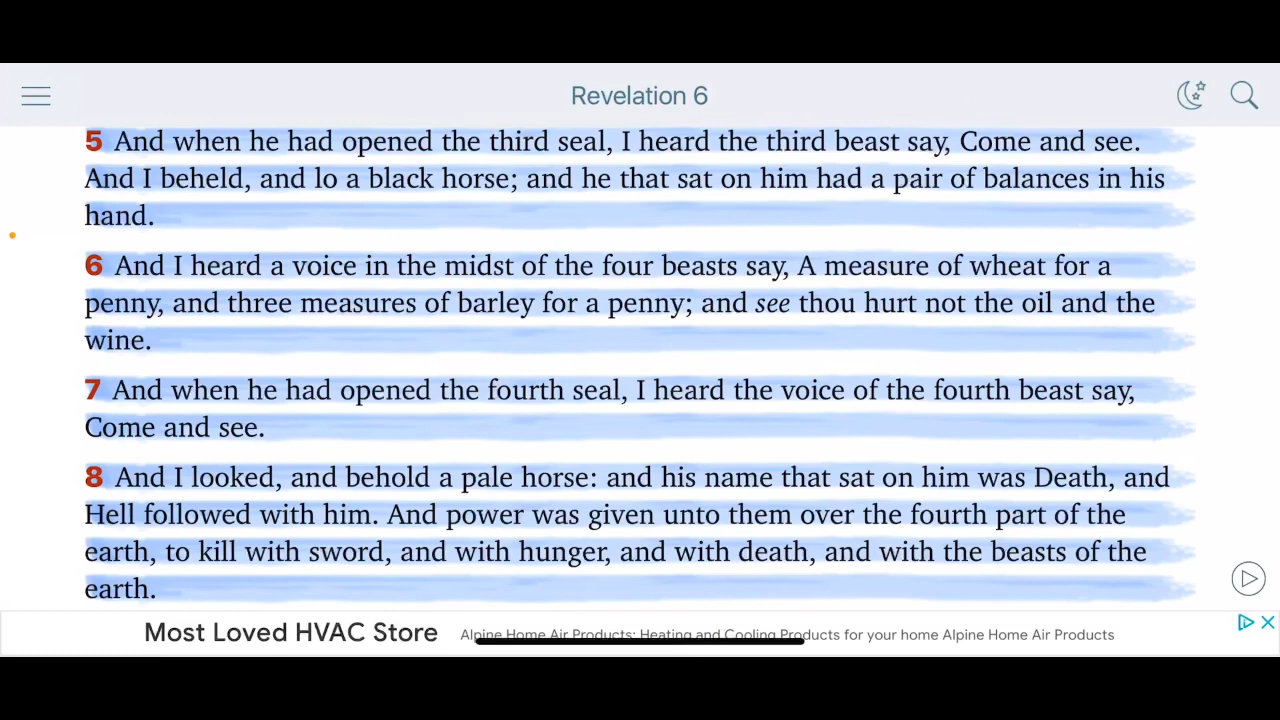 Revelation 6
5 And when he had opened the third seal, I heard the third beast say, Come and see.
And I beheld, and lo a black horse; and he that sat on him had a pair of balances in his
hand.
6 And I heard a voice in the midst of the four beasts say, A measure of wheat for a
penny, and three measures of barley for a penny; and see thou hurt not the oil and the
wine.
7 And when he had opened the fourth seal, I heard the voice of the fourth beast say,
Come and see.
8 And I looked, and behold a pale horse: and his name that sat on him was Death, and
Hell followed with him. And power was given unto them over the fourth part of the
earth, to kill with sword, and with hunger, and with death, and with the beasts of the
earth.
Most Loved HVAC Store Alpine Home Air Products: Heating and Cooling Products for your home Alpine Home Air Products